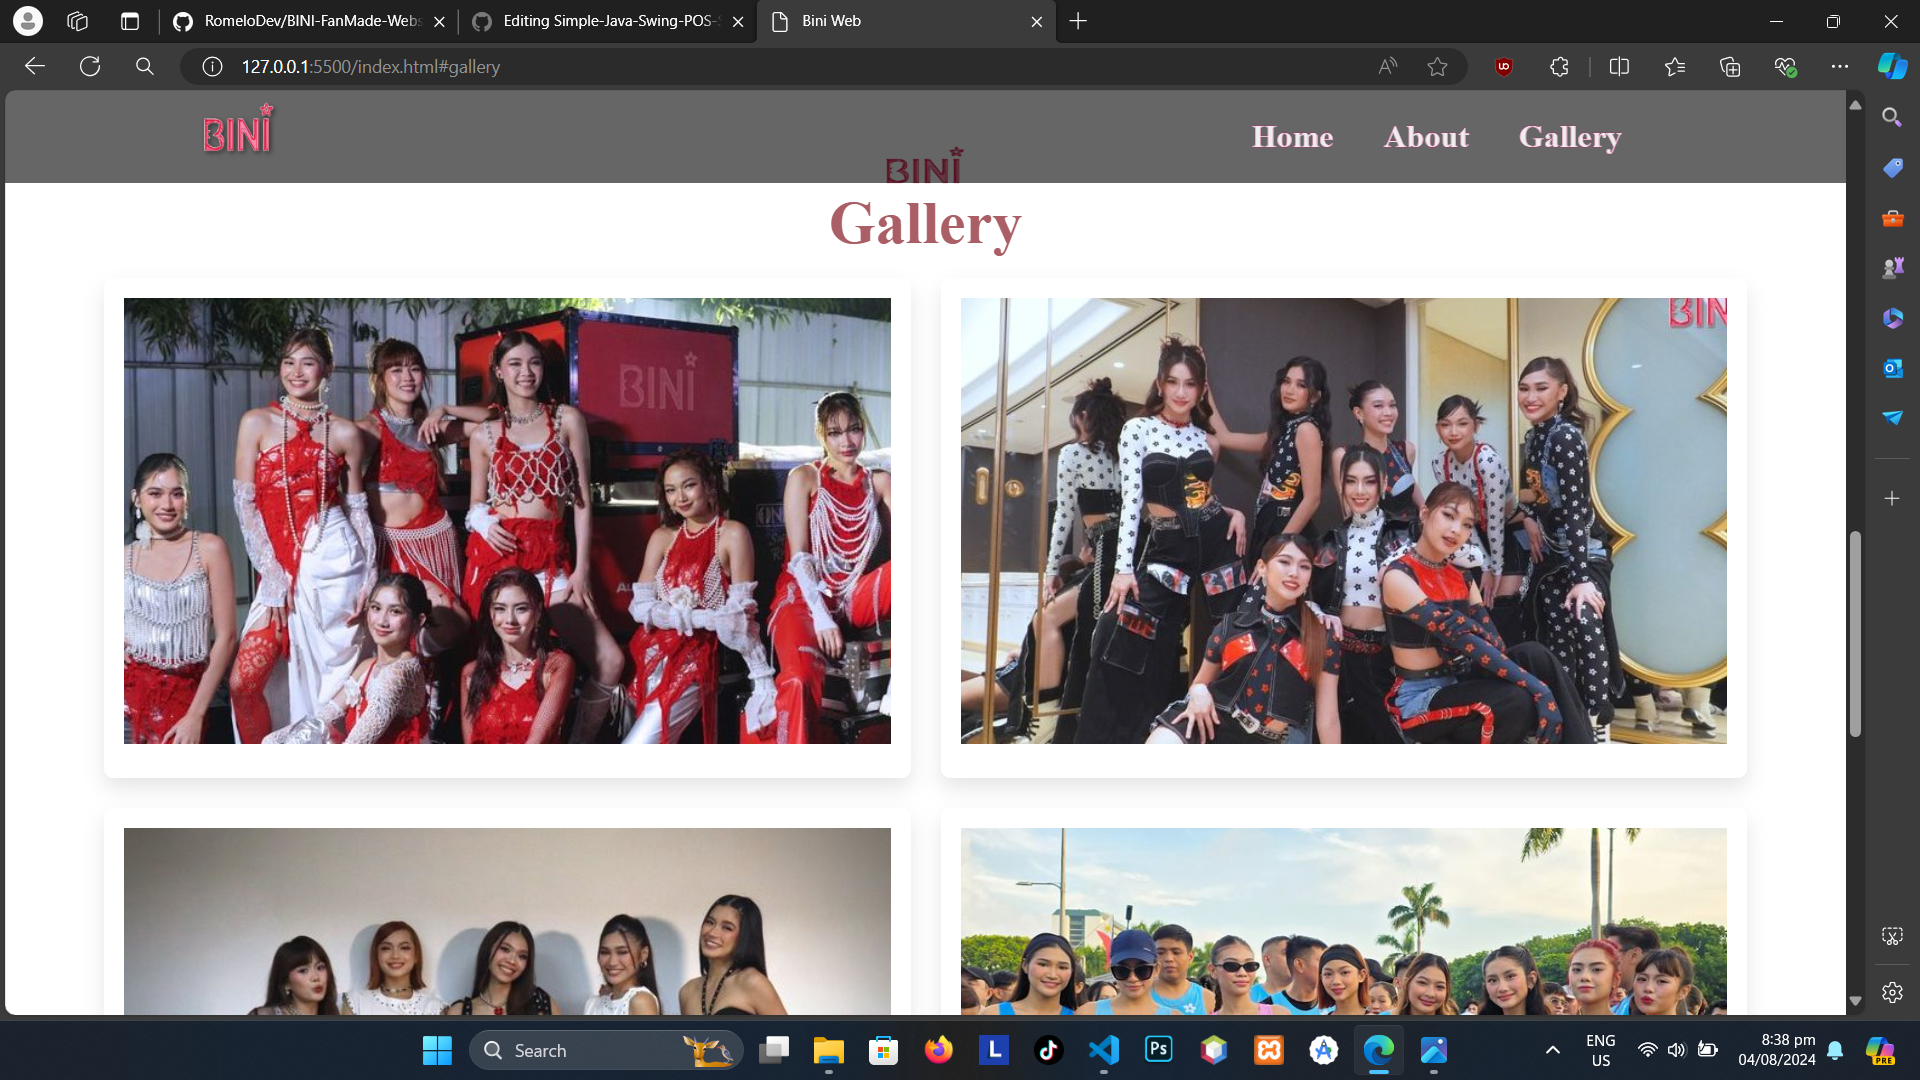 RomeloDev/BINI-FanMade-Webs
Editing Simple-Java-Swing-POS-S
Bini Web
127.0.0.1:5500/index.html#gallery
BINI
Home
About
Gallery
BINI
Gallery
BINI
BIN
Search
ENG
US
8:38 pm
04/08/2024